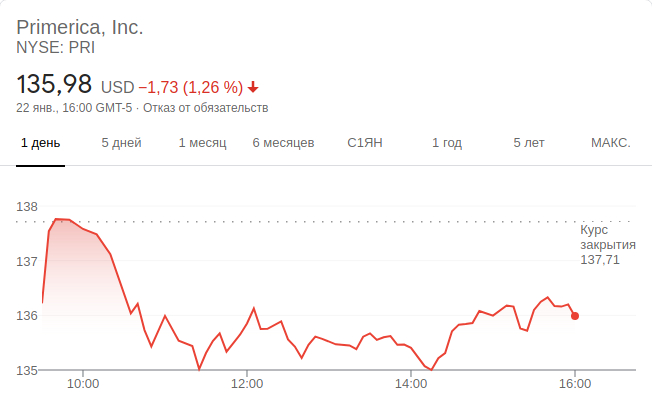 Primerica, Inc.
NYSE: PRI
135,98 USD −1,73 (1,26 %)
22 янв., 16:00 GMT-5 · Отказ от обязательств
1 день 5 дней 1 месяц 6 месяцев С1ЯН 1 год 5 лет МАКС.
138
Курс
закрытия
137,71
137
136
135
10:00 12:00 14:00 16:00